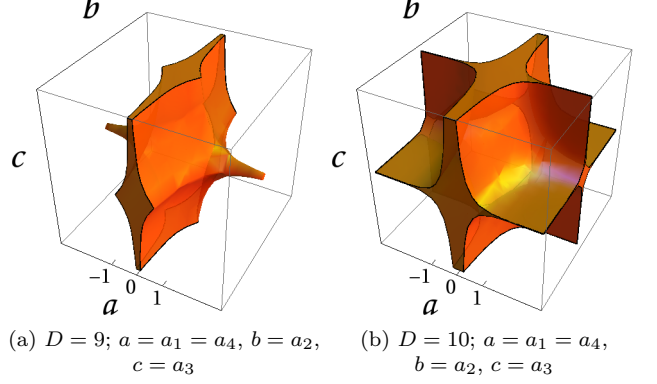 b
b
c
c
-1
0
1
a
-1
0
1
a
(a) D = 9; a = a₁ = a₄, b = a₂,
c = a₃
(b) D = 10; a = a₁ = a₄,
b = a₂, c = a₃